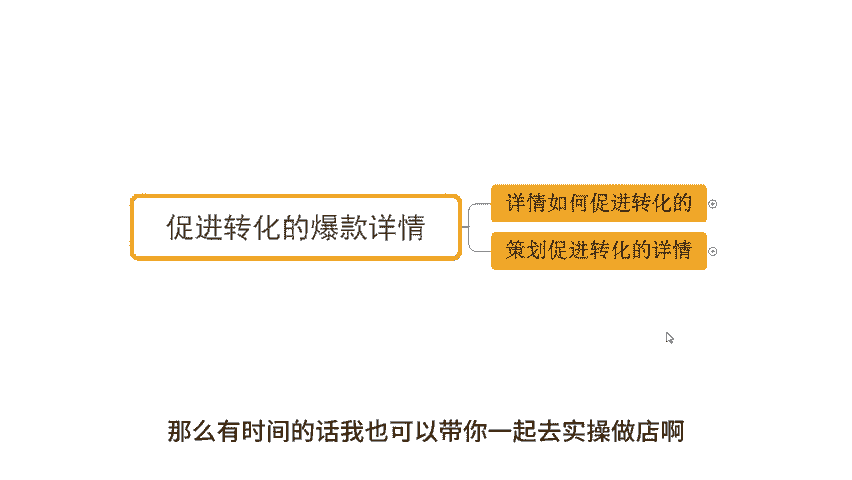 促进转化的爆款详情
详情如何促进转化的
策划促进转化的详情
那么有时间的话我也可以带你一起去实操做店啊